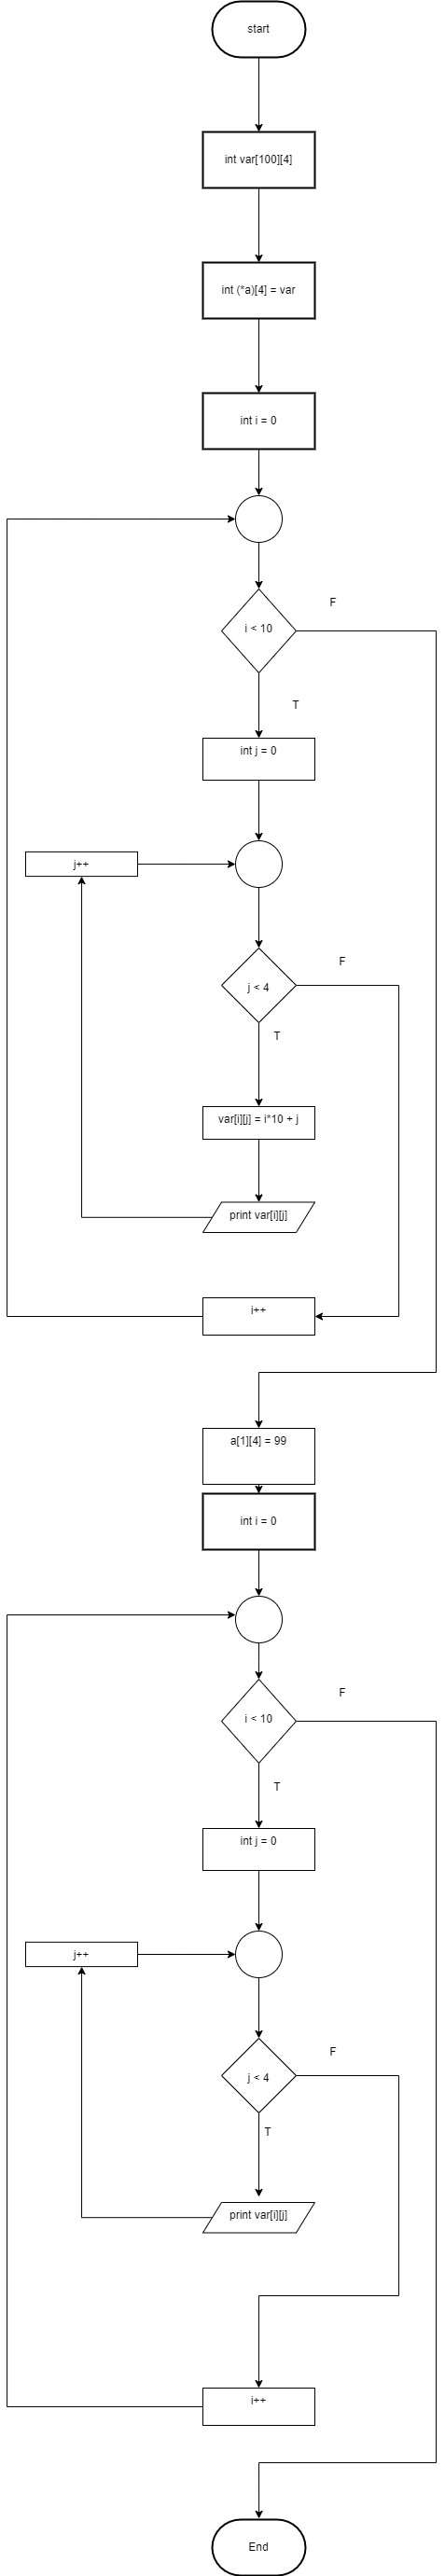 start
int var[100][4]
int (*a)[4] = var
int i = 0
i < 10
F
T
int j = 0
j++
j < 4
F
T
var[i][j] = i*10 + j
print var[i][j]
i++
a[1][4] = 99
int i = 0
i < 10
F
T
int j = 0
j++
j < 4
F
T
print var[i][j]
i++
End